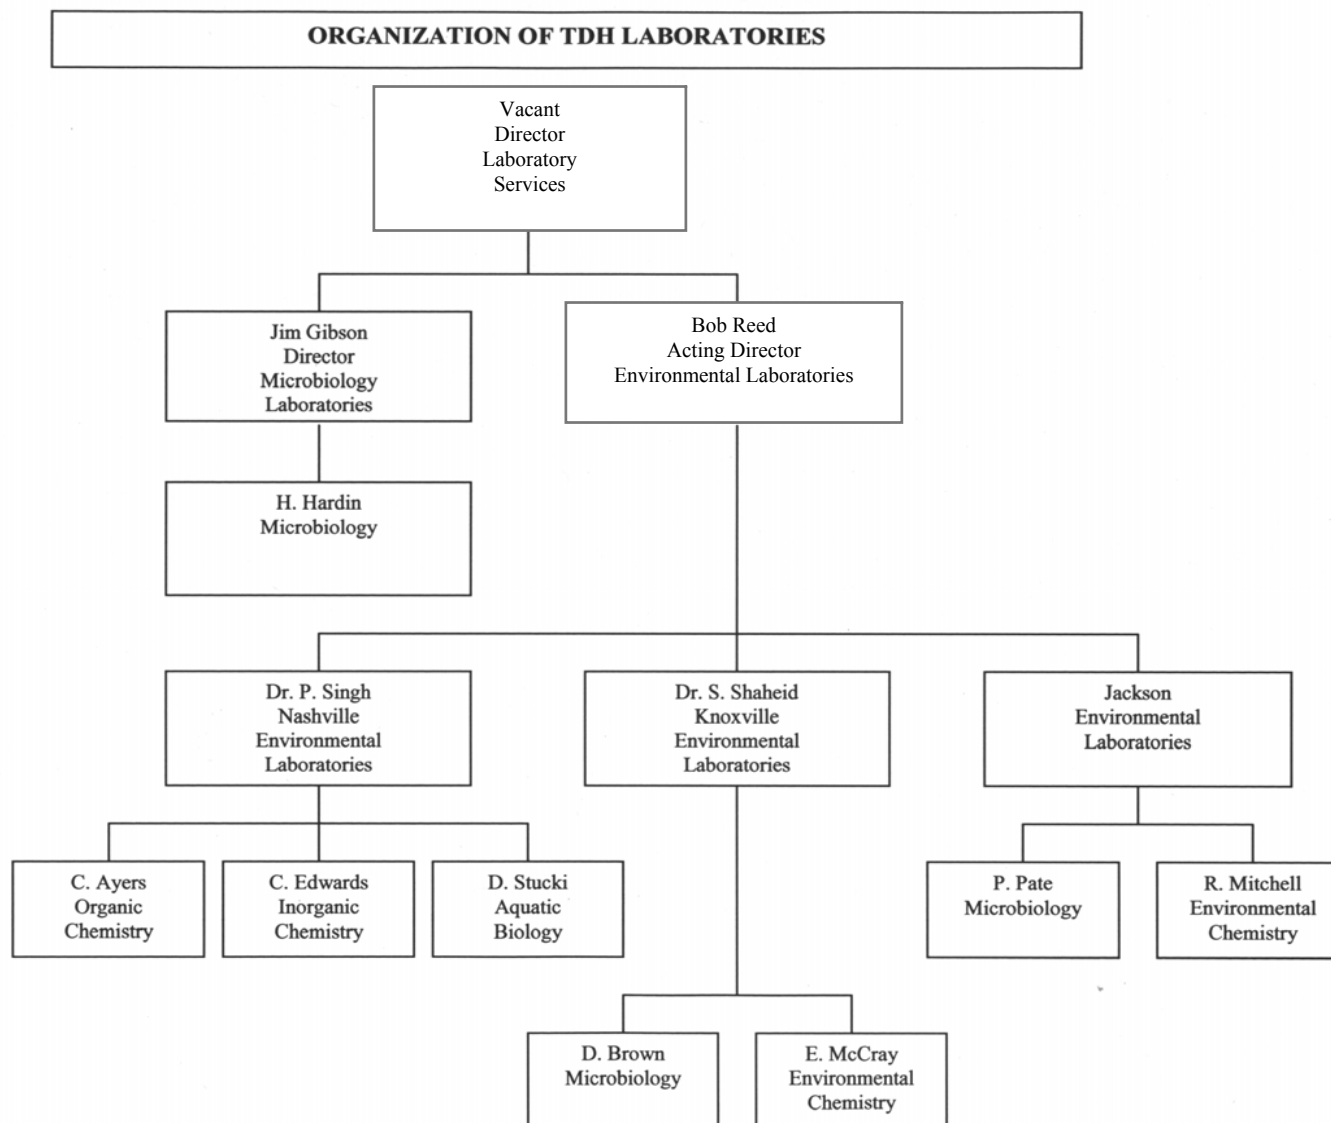 ORGANIZATION OF TDH LABORATORIES
Vacant
Director
Laboratory
Services
Jim Gibson
Director
Microbiology
Laboratories
Bob Reed
Acting Director
Environmental Laboratories
H. Hardin
Microbiology
Dr. P. Singh
Nashville
Environmental
Laboratories
Dr. S. Shaheid
Knoxville
Environmental
Laboratories
Jackson
Environmental
Laboratories
C. Ayers
Organic
Chemistry
C. Edwards
Inorganic
Chemistry
D. Stucki
Aquatic
Biology
P. Pate
Microbiology
R. Mitchell
Environmental
Chemistry
D. Brown
Microbiology
E. McCray
Environmental
Chemistry